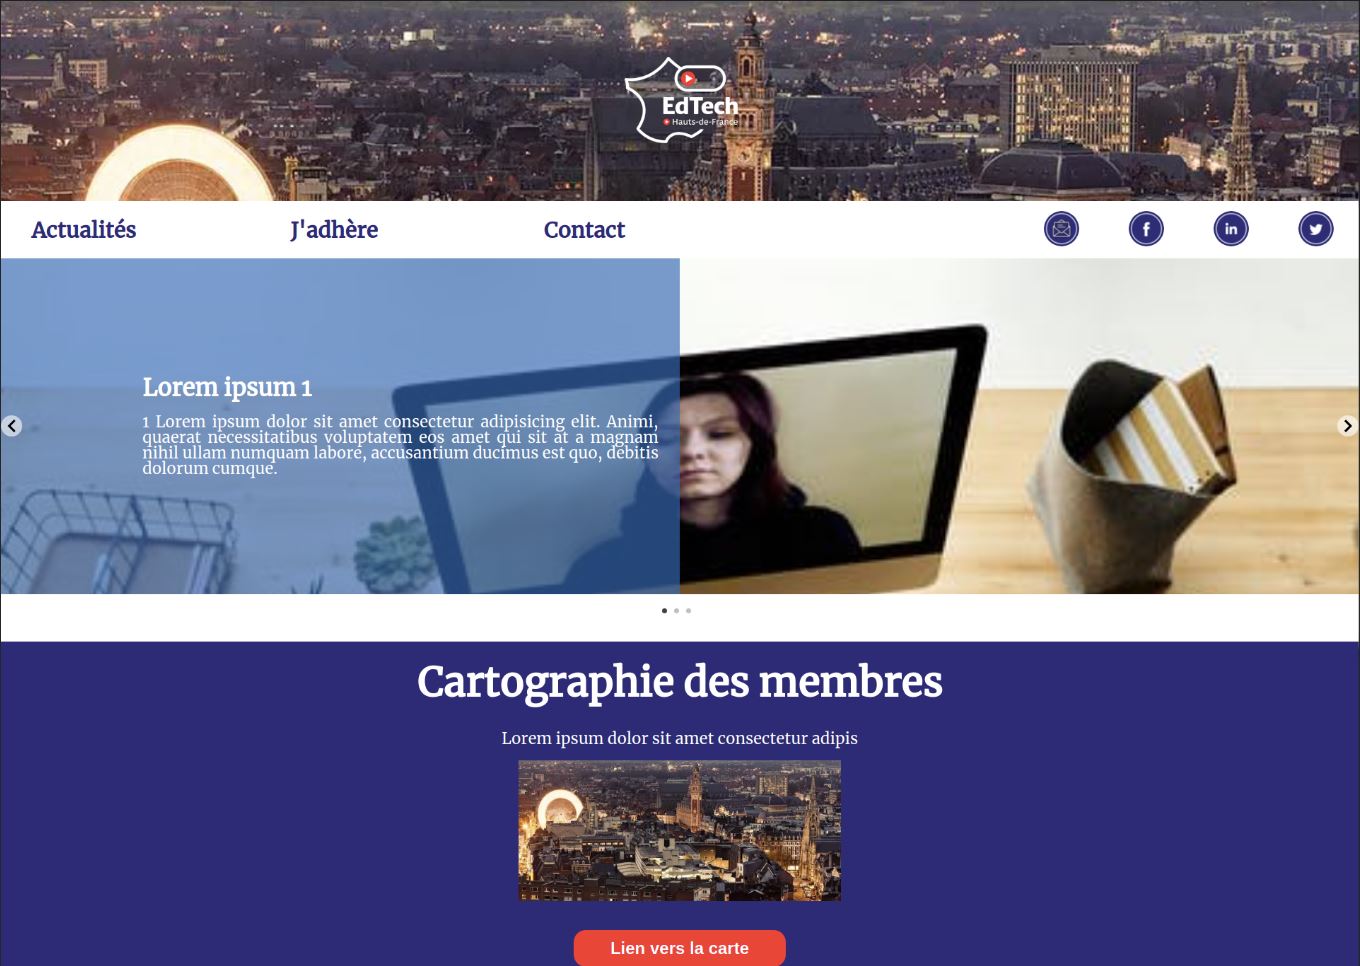 EdTech
Hauts-de-France
Actualités
J'adhère
Contact
Lorem ipsum 1
1 Lorem ipsum dolor sit amet consectetur adipisicing elit. Animi,
quaerat necessitatibus voluptatem eos amet qui sit at a magnam
nihil ullam numquam labore, accusantium ducimus est quo, debitis
dolorum cumque.
Cartographie des membres
Lorem ipsum dolor sit amet consectetur adipis
Lien vers la carte